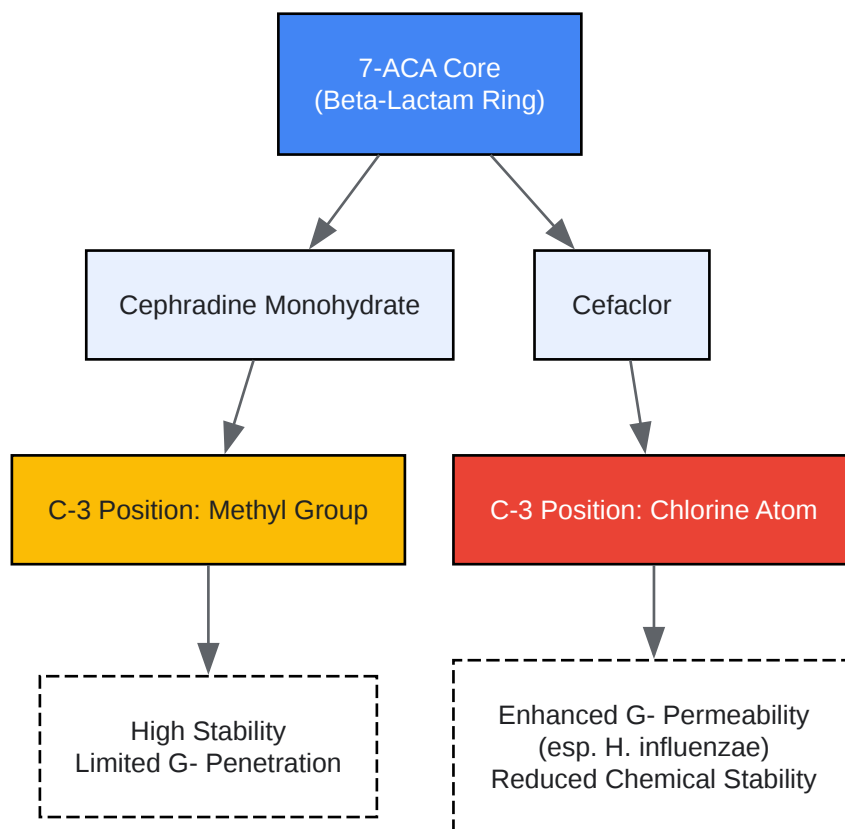 7-ACA Core
(Beta-Lactam Ring)
Cephradine Monohydrate
Cefaclor
C-3 Position: Methyl Group
C-3 Position: Chlorine Atom
High Stability
Limited G- Penetration
Enhanced G- Permeability
(esp. H. influenzae)
Reduced Chemical Stability